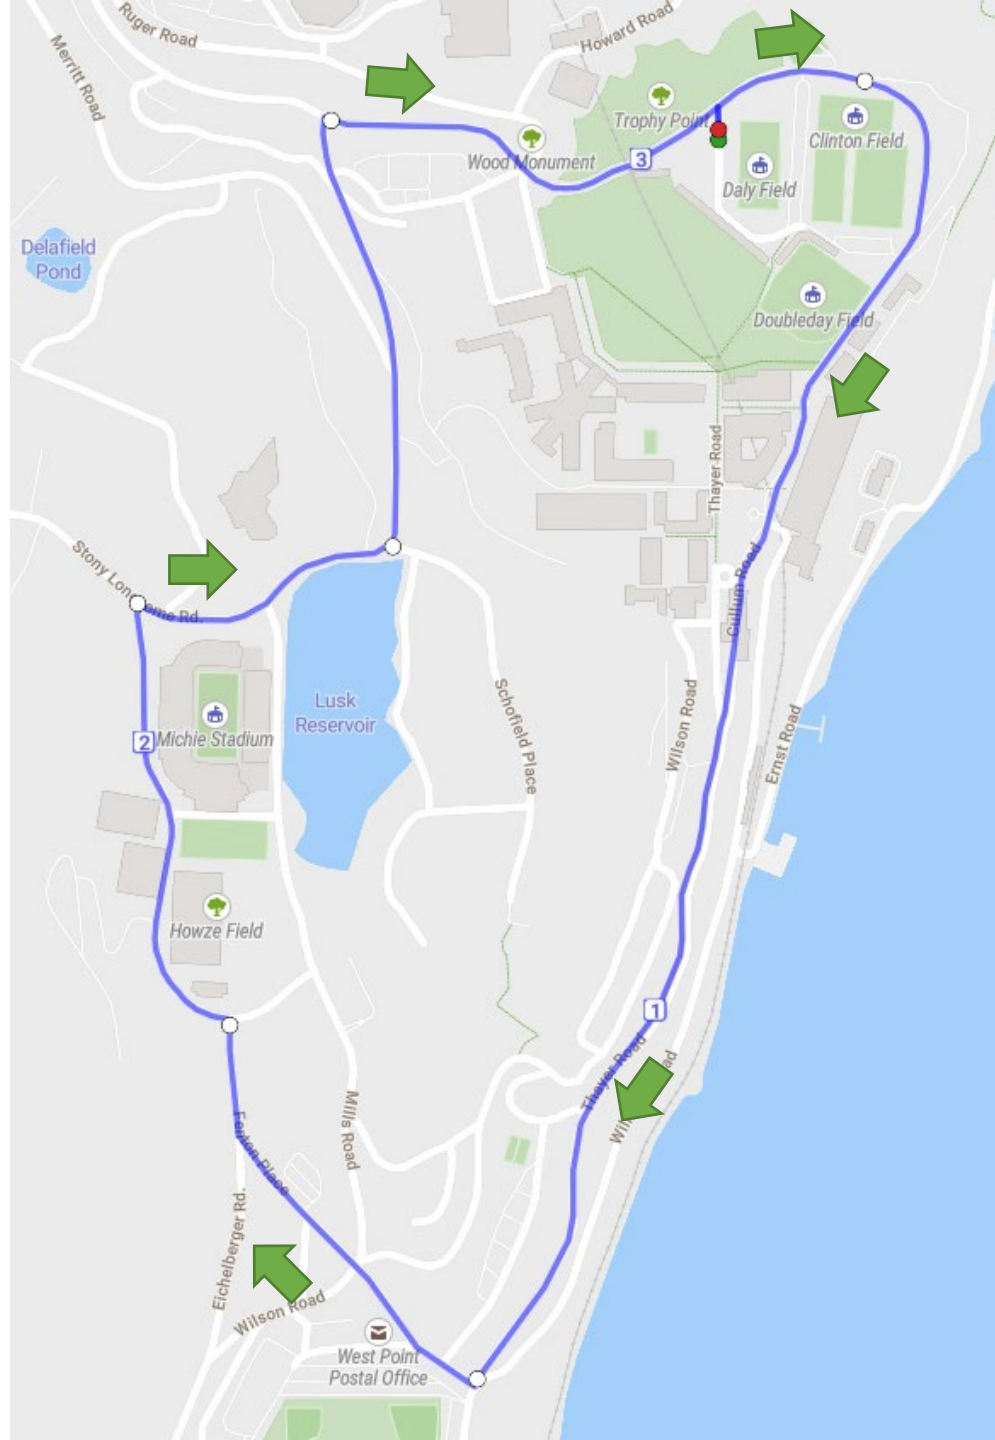 Ruger Road
Howard Road
Merritt Road
Trophy Point
Clinton Field
Wood Monument
3
Daly Field
Delafield
Pond
Doubleday Field
Thayer Road
Stony Lonesome Rd.
Cullum Road
Lusk
Reservoir
Schofield Place
Wilson Road
Ernst Road
2
Michie Stadium
Howze Field
1
Thayer Road
Mills Road
Fenton Place
Eichelberger Rd.
Wilson Road
West Point
Postal Office